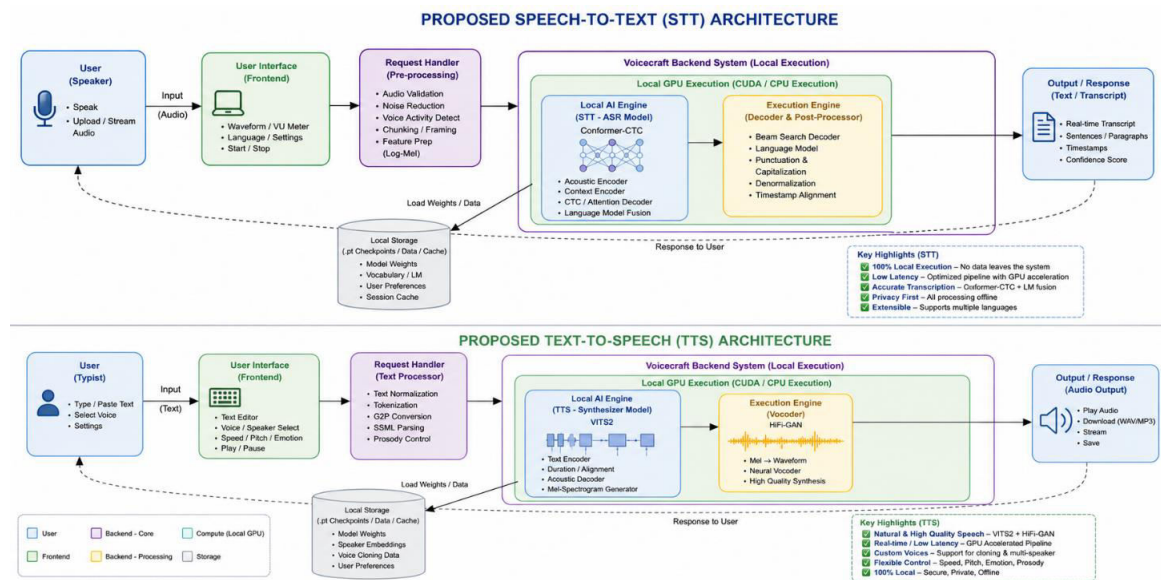 PROPOSED SPEECH-TO-TEXT (STT) ARCHITECTURE
User
(Speaker)
• Speak
• Upload / Stream
Audio
Input
(Audio)
User Interface
(Frontend)
• Waveform / VU Meter
• Language / Settings
• Start / Stop
Request Handler
(Pre-processing)
• Audio Validation
• Noise Reduction
• Voice Activity Detect
• Chunking / Framing
• Feature Prep
(Log-Mel)
Voicecraft Backend System (Local Execution)
Local GPU Execution (CUDA / CPU Execution)
Local AI Engine
(STT - ASR Model)
Conformer-CTC
• Acoustic Encoder
• Context Encoder
• CTC / Attention Decoder
• Language Model Fusion
Execution Engine
(Decoder & Post-Processor)
• Beam Search Decoder
• Language Model
• Punctuation &
Capitalization
• Denormalization
• Timestamp Alignment
Output / Response
(Text / Transcript)
• Real-time Transcript
• Sentences / Paragraphs
• Timestamps
• Confidence Score
Load Weights / Data
Local Storage
(.pt Checkpoints / Data / Cache)
• Model Weights
• Vocabulary / LM
• User Preferences
• Session Cache
Response to User
Key Highlights (STT)
✅ 100% Local Execution – No data leaves the system
✅ Low Latency – Optimized pipeline with GPU acceleration
✅ Accurate Transcription – Conformer-CTC + LM fusion
✅ Privacy First – All processing offline
✅ Extensible – Supports multiple languages
PROPOSED TEXT-TO-SPEECH (TTS) ARCHITECTURE
User
(Typist)
• Type / Paste Text
• Select Voice
• Settings
Input
(Text)
User Interface
(Frontend)
• Text Editor
• Voice / Speaker Select
• Speed / Pitch / Emotion
• Play / Pause
Request Handler
(Text Processor)
• Text Normalization
• Tokenization
• G2P Conversion
• SSML Parsing
• Prosody Control
Voicecraft Backend System (Local Execution)
Local GPU Execution (CUDA / CPU Execution)
Local AI Engine
(TTS - Synthesizer Model)
VITS2
• Text Encoder
• Duration / Alignment
• Acoustic Decoder
• Mel-Spectrogram Generator
Execution Engine
(Vocoder)
HiFi-GAN
• Mel → Waveform
• Neural Vocoder
• High Quality Synthesis
Output / Response
(Audio Output)
• Play Audio
• Download (WAV/MP3)
• Stream
• Save
Load Weights / Data
Local Storage
(.pt Checkpoints / Data / Cache)
• Model Weights
• Speaker Embeddings
• Voice Cloning Data
• User Preferences
Response to User
User
Backend - Core
Compute (Local GPU)
Frontend
Backend - Processing
Storage
Key Highlights (TTS)
✅ Natural & High Quality Speech – VITS2 + HiFi-GAN
✅ Real-time / Low Latency – GPU Accelerated Pipeline
✅ Custom Voices – Support for cloning & multi-speaker
✅ Flexible Control – Speed, Pitch, Emotion, Prosody
✅ 100% Local – Secure, Private, Offline